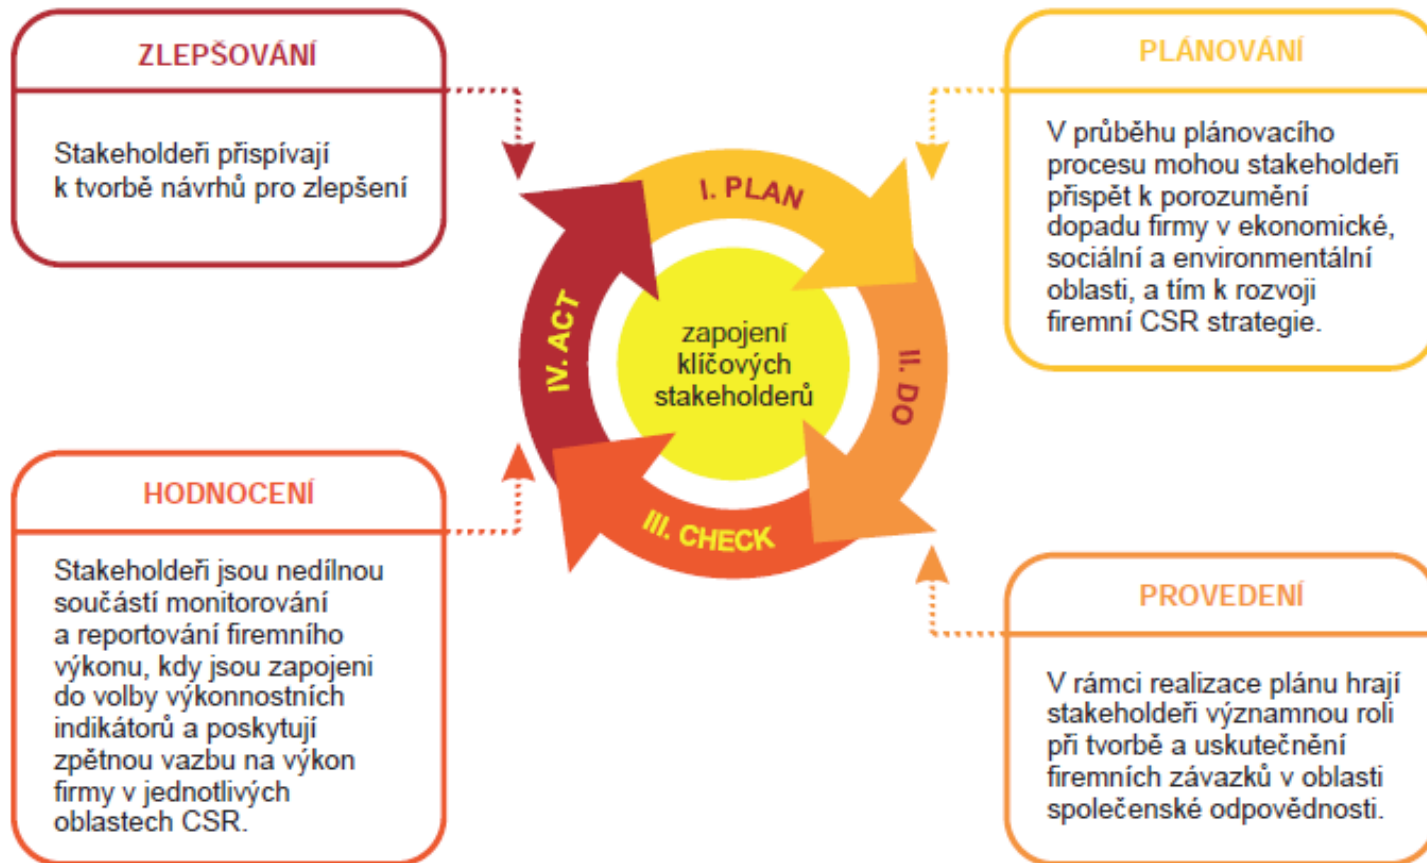 ZLEPŠOVÁNÍ
Stakeholdeři přispívají
k tvorbě návrhů pro zlepšení
PLÁNOVÁNÍ
V průběhu plánovacího
procesu mohou stakeholdeři
přispět k porozumění
dopadu firmy v ekonomické,
sociální a environmentální
oblasti, a tím k rozvoji
firemní CSR strategie.
I. PLAN
II. DO
III. CHECK
IV. ACT
zapojení
klíčových
stakeholderů
HODNOCENÍ
Stakeholdeři jsou nedílnou
součástí monitorování
a reportování firemního
výkonu, kdy jsou zapojeni
do volby výkonnostních
indikátorů a poskytují
zpětnou vazbu na výkon
firmy v jednotlivých
oblastech CSR.
PROVEDENÍ
V rámci realizace plánu hrají
stakeholdeři významnou roli
při tvorbě a uskutečnění
firemních závazků v oblasti
společenské odpovědnosti.